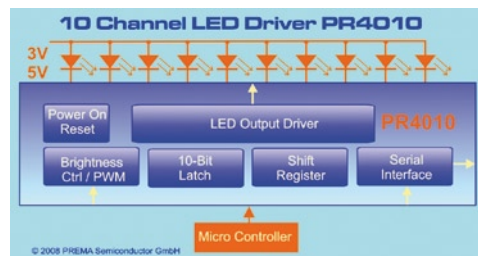 10 Channel LED Driver PR4010
3V
5V
Power On
Reset
LED Output Driver
PR4010
Brightness
Ctrl / PWM
10-Bit
Latch
Shift
Register
Serial
Interface
Micro Controller
© 2008 PREMA Semiconductor GmbH